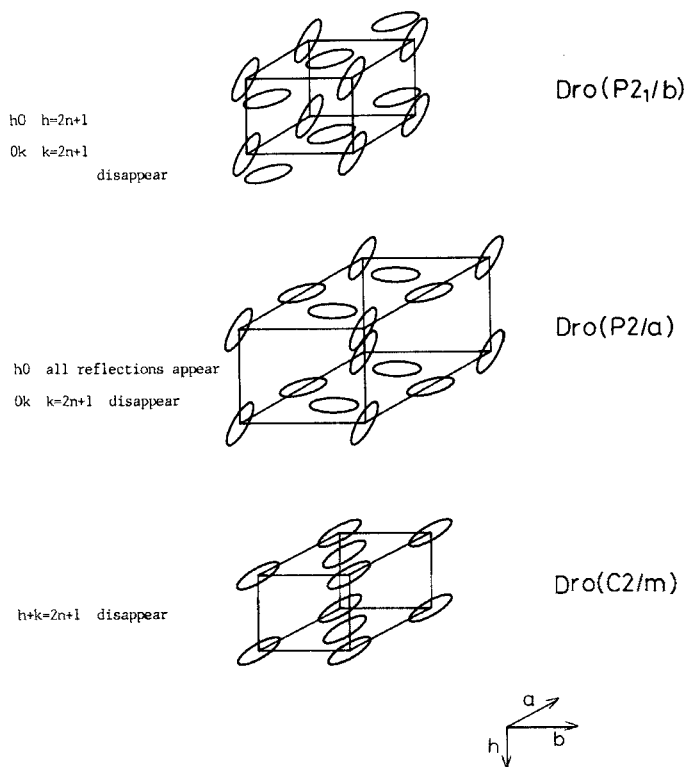 Dro(P2₁/b)
h0 h=2n+1
0k k=2n+1
disappear
Dro(P2/a)
h0 all reflections appear
0k k=2n+1 disappear
Dro(C2/m)
h+k=2n+1 disappear
a
h b